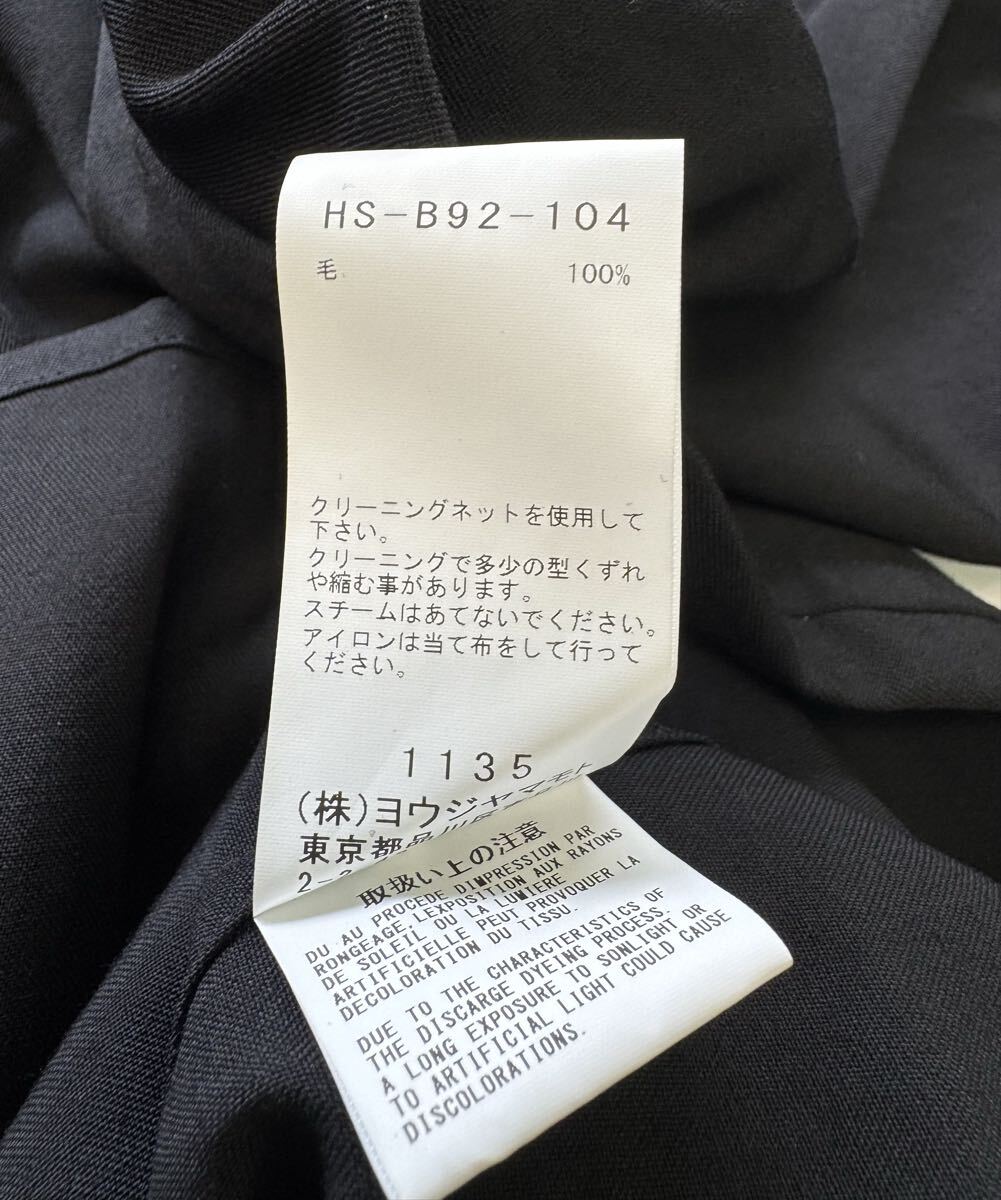 HS-B92-104
毛 100%
クリーニングネットを使用して
下さい。
クリーニングで多少の型くずれ
や縮む事があります。
スチームはあてないでください。
アイロンは当て布をして行って
ください。
1135
(株)ヨウジヤマモト
東京都品川
取扱い上の注意
DU AU PROCEDE DIMPRESSION PAR
RONGEAGE,LEXPOSITION AUX RAYONS
DE SOLEIL OU LA LUMIERE
ARTIFICIELLE PEUT PROVOQUER LA
DECOLORATION DU TISSU.
DUE TO THE CHARACTERISTICS OF
THE DISCARGE DYEING PROCESS.
A LONG EXPOSURE TO SONLIGHT OR
TO ARTIFICIAL LIGHT COULD CAUSE
DISCOLORATIONS.